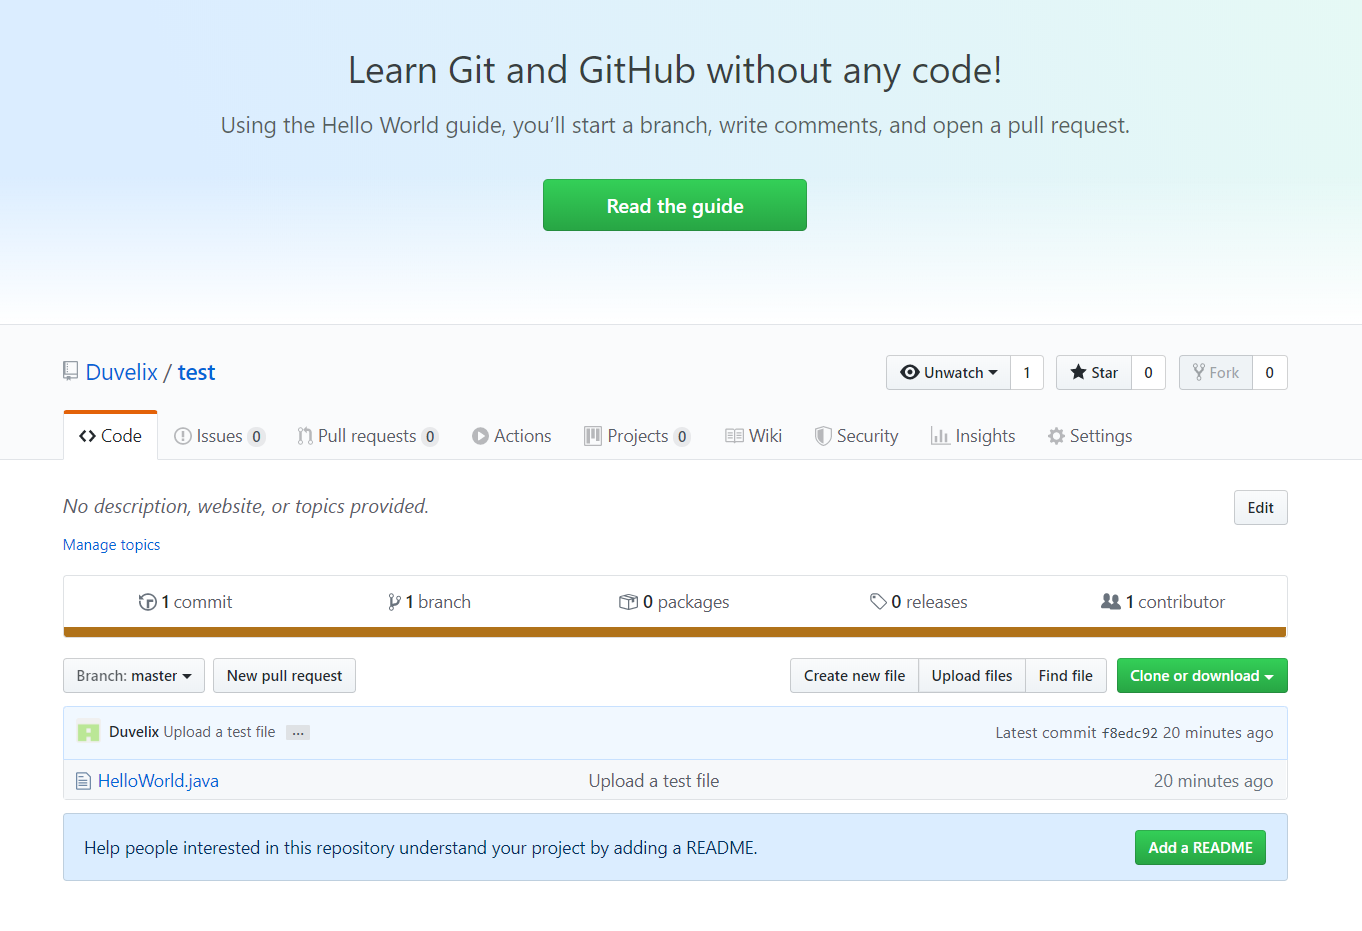 Learn Git and GitHub without any code!
Using the Hello World guide, you’ll start a branch, write comments, and open a pull request.
Read the guide
Duvelix / test
Unwatch 1 Star 0 Fork 0
Code Issues 0 Pull requests 0 Actions Projects 0 Wiki Security Insights Settings
No description, website, or topics provided. Edit
Manage topics
1 commit 1 branch 0 packages 0 releases 1 contributor
Branch: master New pull request Create new file Upload files Find file Clone or download
Duvelix Upload a test file ... Latest commit f8edc92 20 minutes ago
HelloWorld.java Upload a test file 20 minutes ago
Help people interested in this repository understand your project by adding a README. Add a README